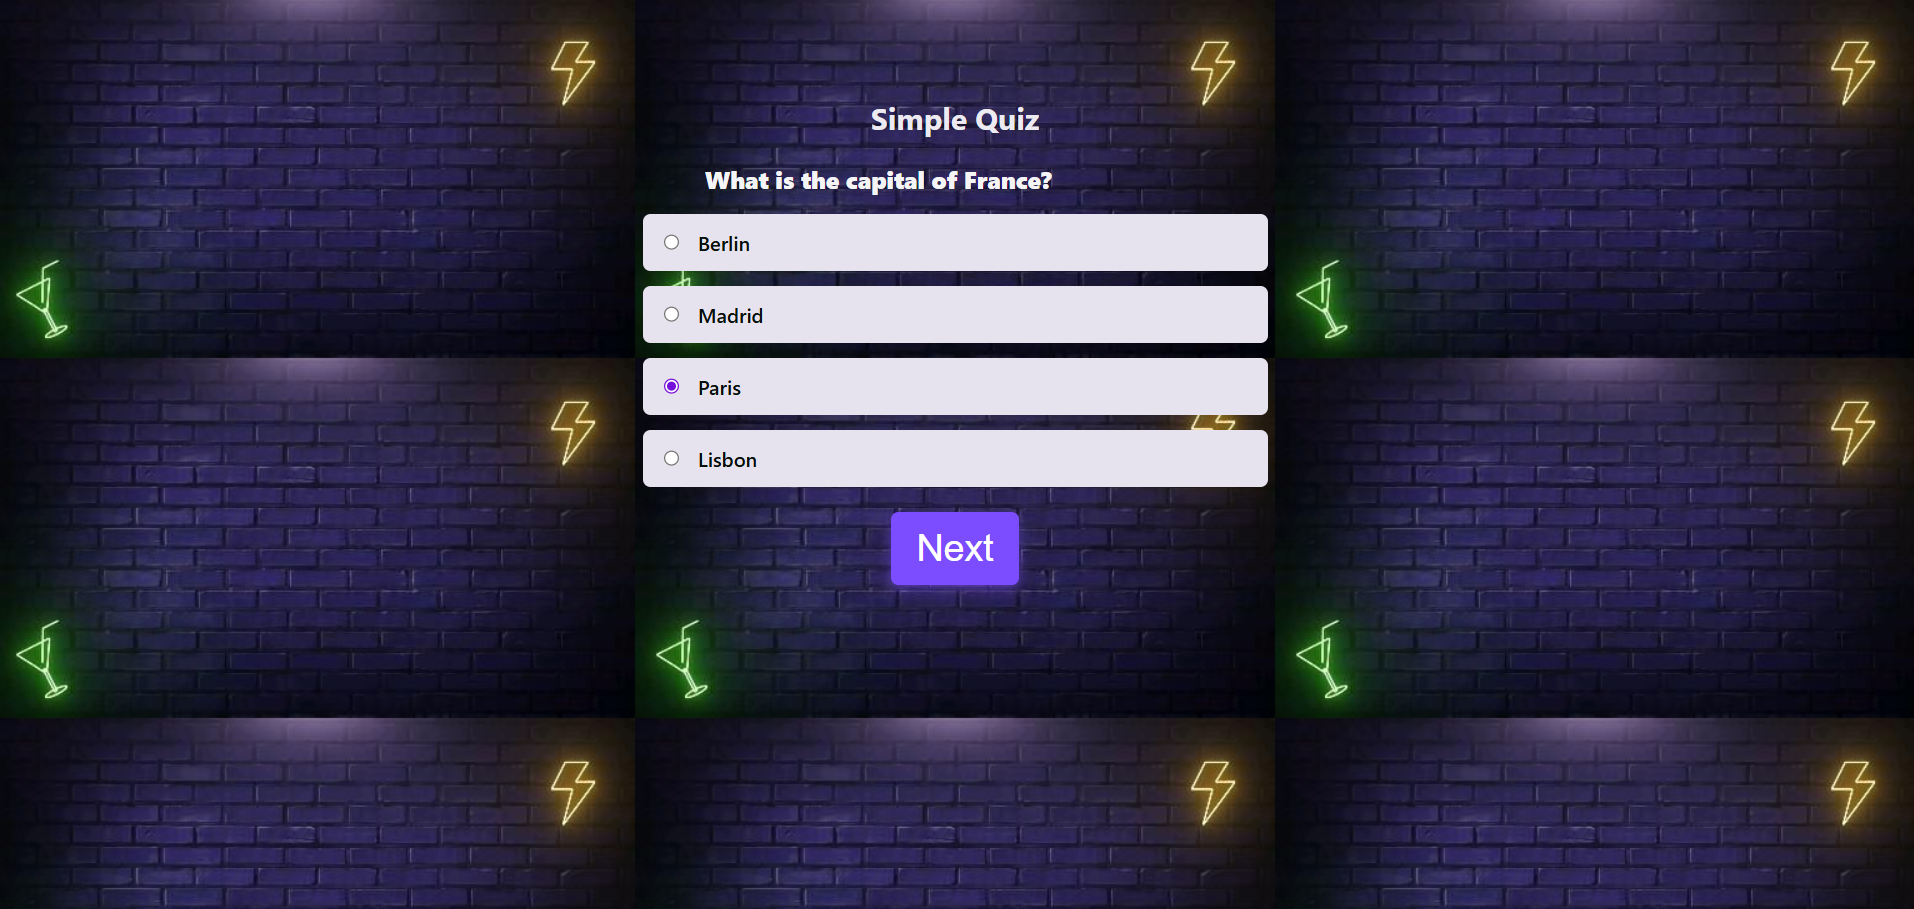 Simple Quiz
What is the capital of France?
Berlin
Madrid
Paris
Lisbon
Next